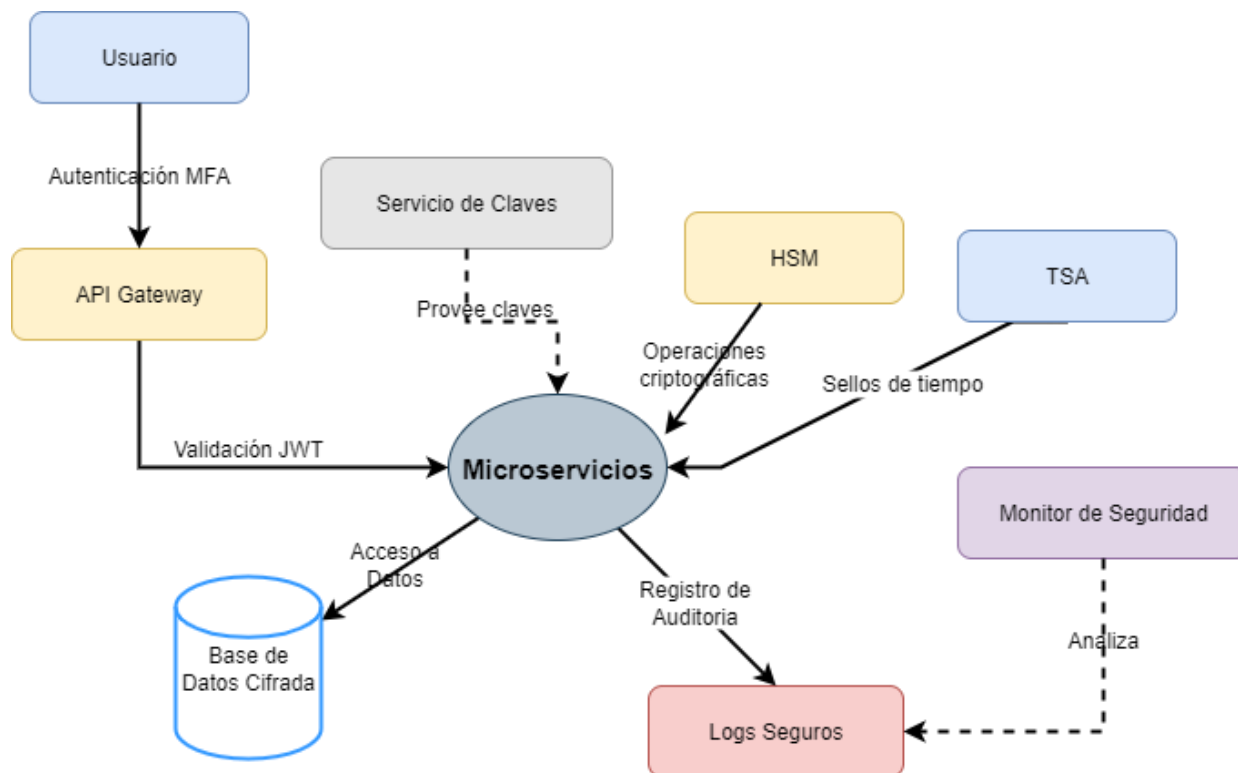 Usuario
Autenticación MFA
Servicio de Claves
HSM
TSA
API Gateway
Provee claves
Operaciones
criptográficas
Sellos de tiempo
Validación JWT
Microservicios
Monitor de Seguridad
Acceso a
Datos
Registro de
Auditoria
Analiza
Base de
Datos Cifrada
Logs Seguros